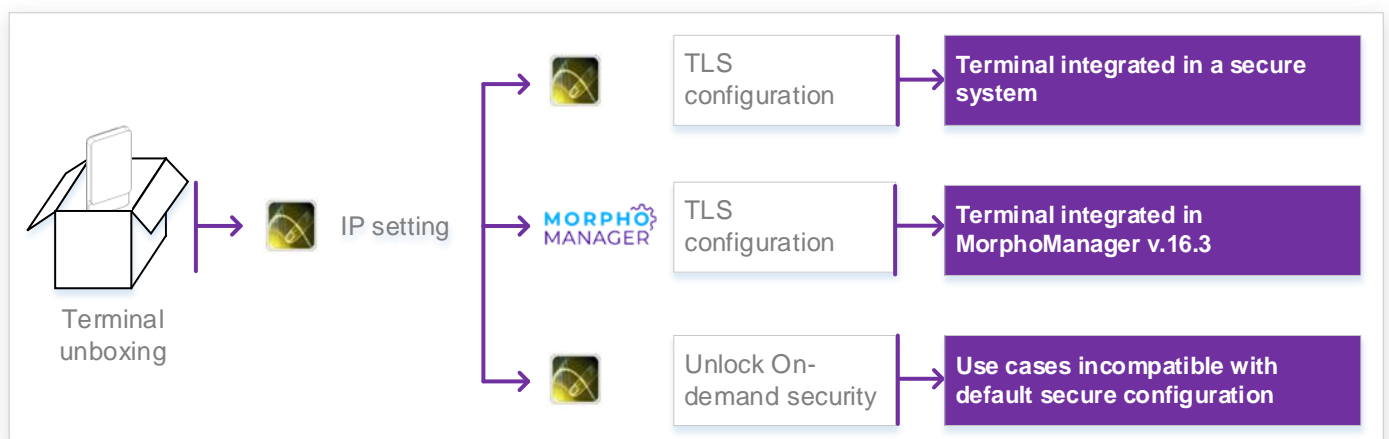 Terminal
unboxing
IP setting
TLS
configuration
Terminal integrated in a secure
system
MORPHO
MANAGER
TLS
configuration
Terminal integrated in
MorphoManager v.16.3
Unlock On-
demand security
Use cases incompatible with
default secure configuration